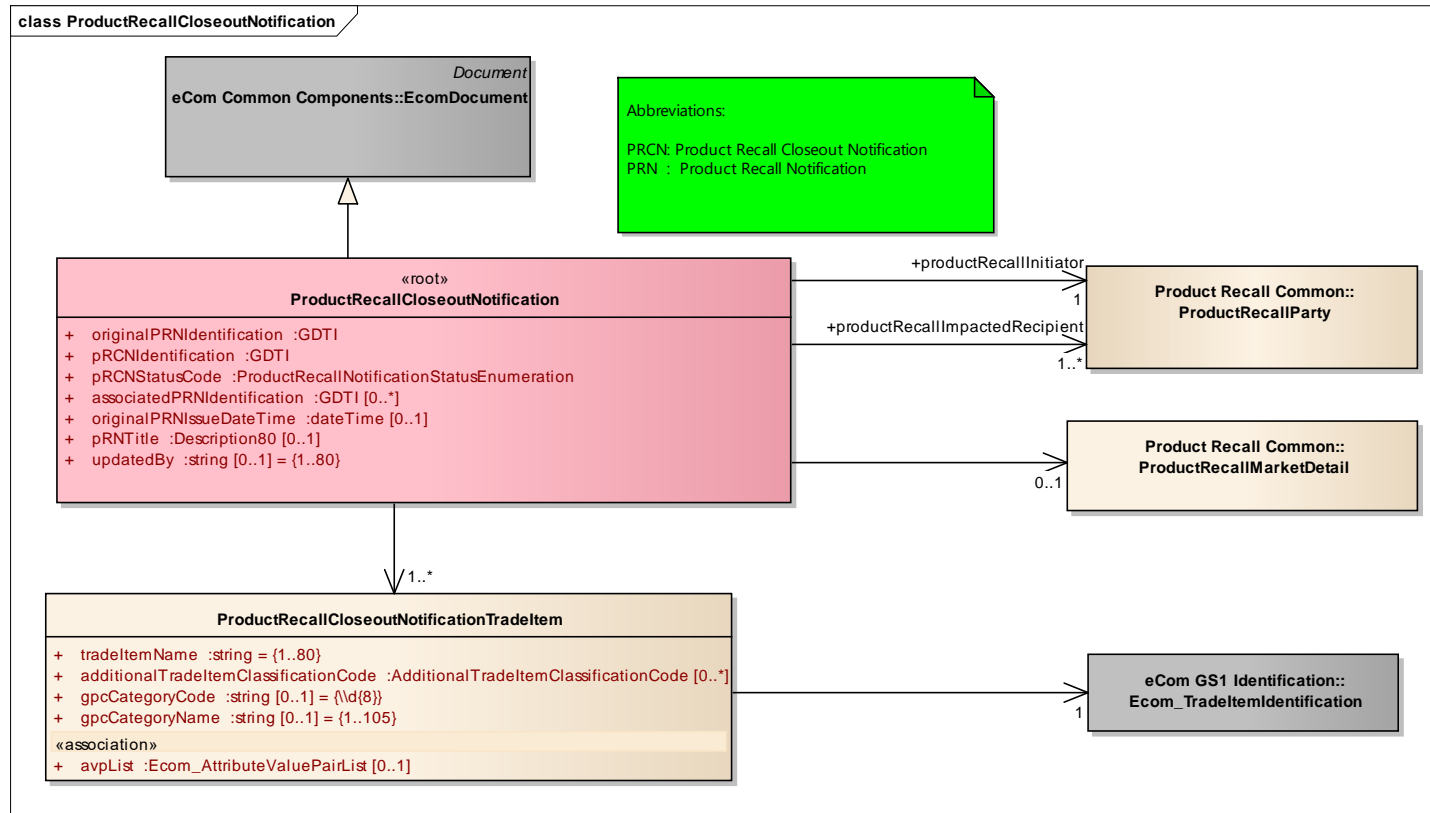 class ProductRecallCloseoutNotification
Document
eCom Common Components::EcomDocument
Abbreviations:
PRCN: Product Recall Closeout Notification
PRN : Product Recall Notification
«root»
ProductRecallCloseoutNotification
+ originalPRNIdentification :GDTI
+ pRCNIdentification :GDTI
+ pRCNStatusCode :ProductRecallNotificationStatusEnumeration
+ associatedPRNIdentification :GDTI [0..*]
+ originalPRNIssueDateTime :dateTime [0..1]
+ pRNTitle :Description80 [0..1]
+ updatedBy :string [0..1] = {1..80}
+productRecallInitiator
1
+productRecallImpactedRecipient
1..*
Product Recall Common::
ProductRecallParty
Product Recall Common::
ProductRecallMarketDetail
0..1
1..*
ProductRecallCloseoutNotificationTradeItem
+ tradeItemName :string = {1..80}
+ additionalTradeItemClassificationCode :AdditionalTradeItemClassificationCode [0..*]
+ gpcCategoryCode :string [0..1] = {\\d{8}}
+ gpcCategoryName :string [0..1] = {1..105}
«association»
+ avpList :Ecom_AttributeValuePairList [0..1]
1
eCom GS1 Identification::
Ecom_TradeItemIdentification